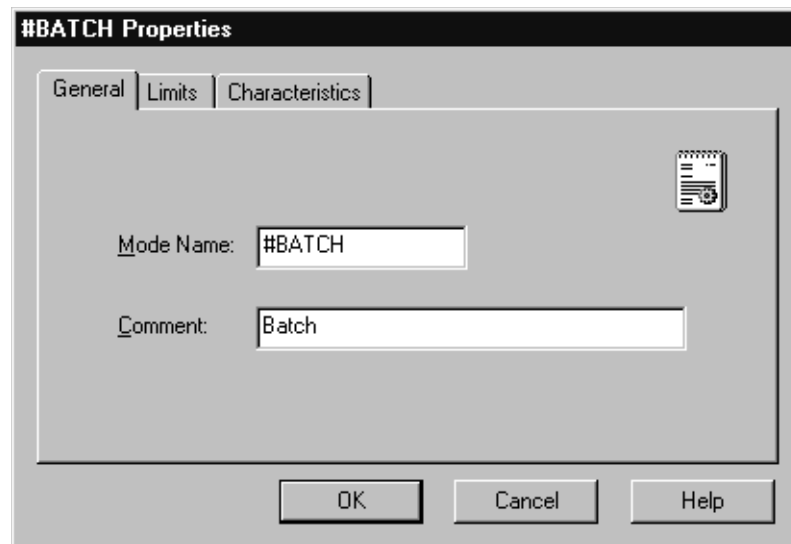 #BATCH Properties
General Limits Characteristics
Mode Name: #BATCH
Comment: Batch
OK Cancel Help